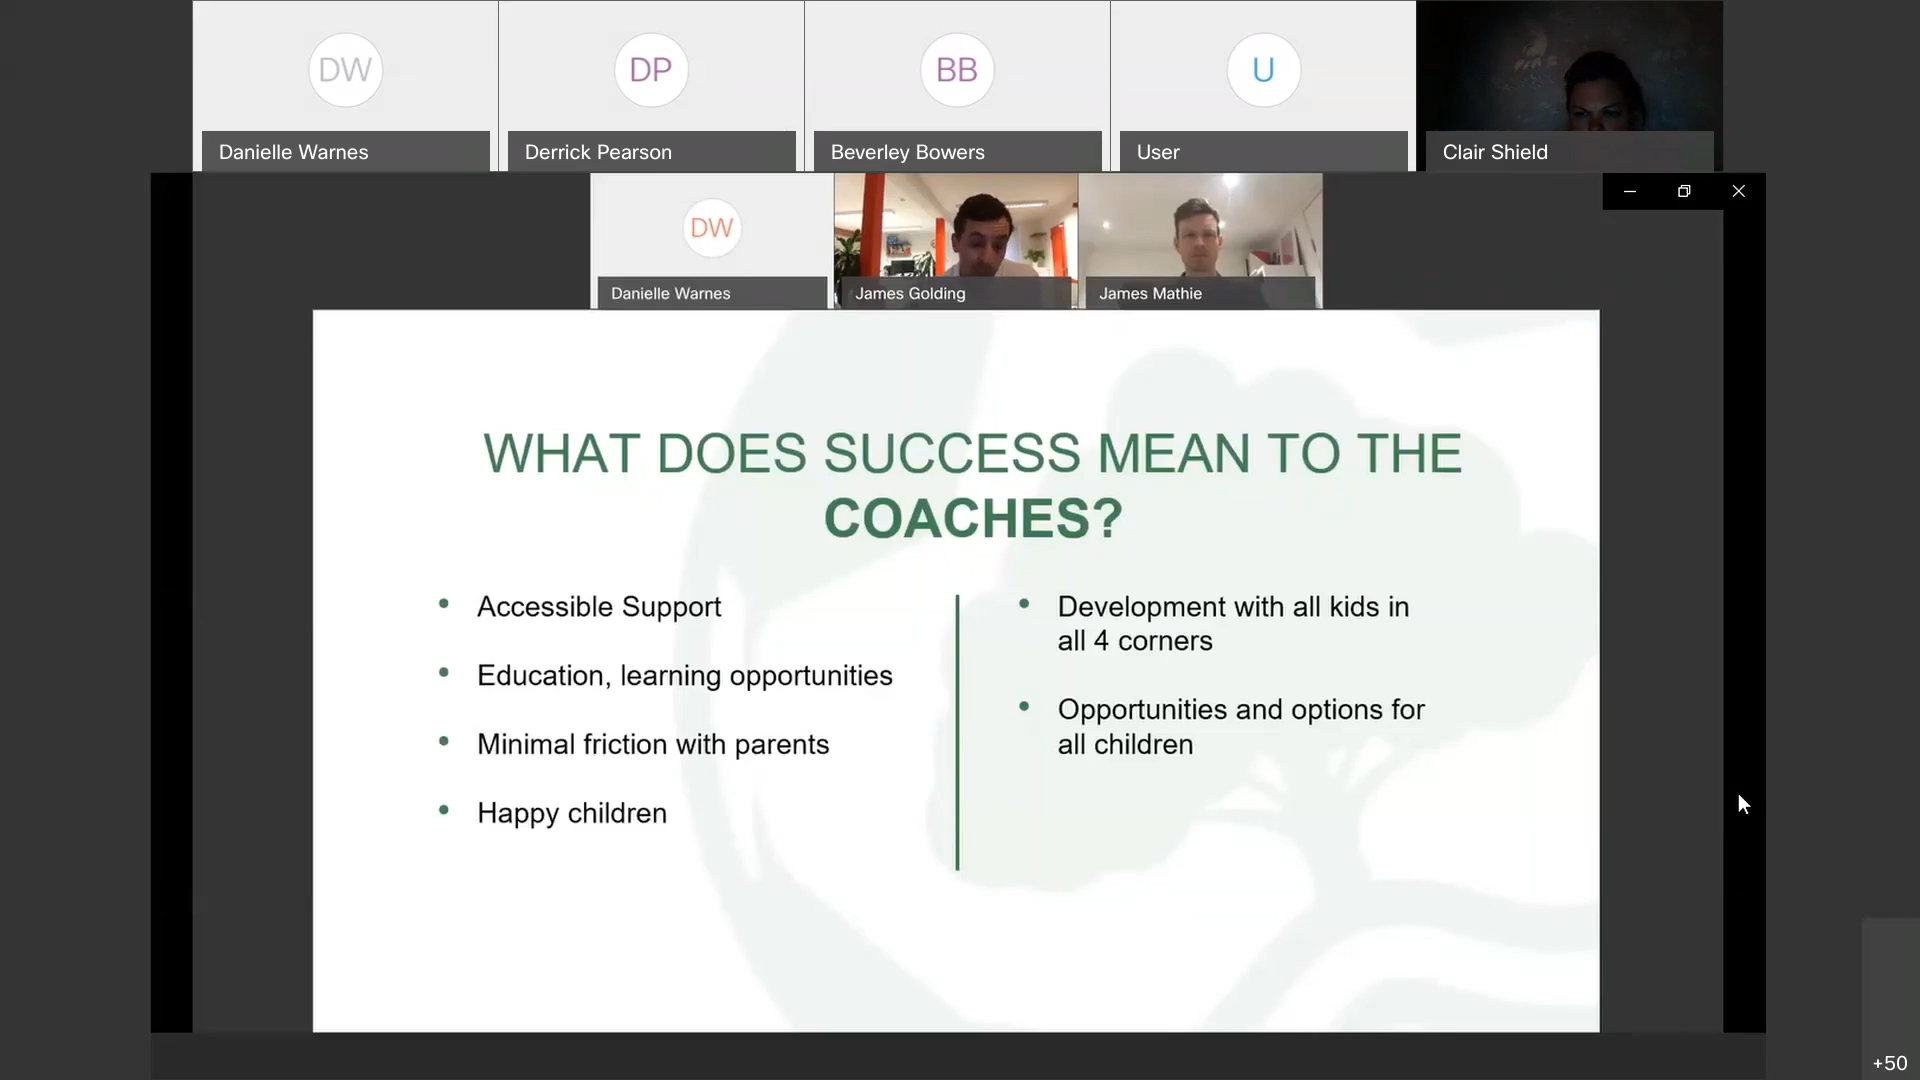 DW
DP
BB
U
Danielle Warnes
Derrick Pearson
Beverley Bowers
User
Clair Shield
DW
Danielle Warnes
James Golding
James Mathie
WHAT DOES SUCCESS MEAN TO THE
COACHES?
• Accessible Support
• Education, learning opportunities
• Minimal friction with parents
• Happy children
• Development with all kids in
all 4 corners
• Opportunities and options for
all children
+50